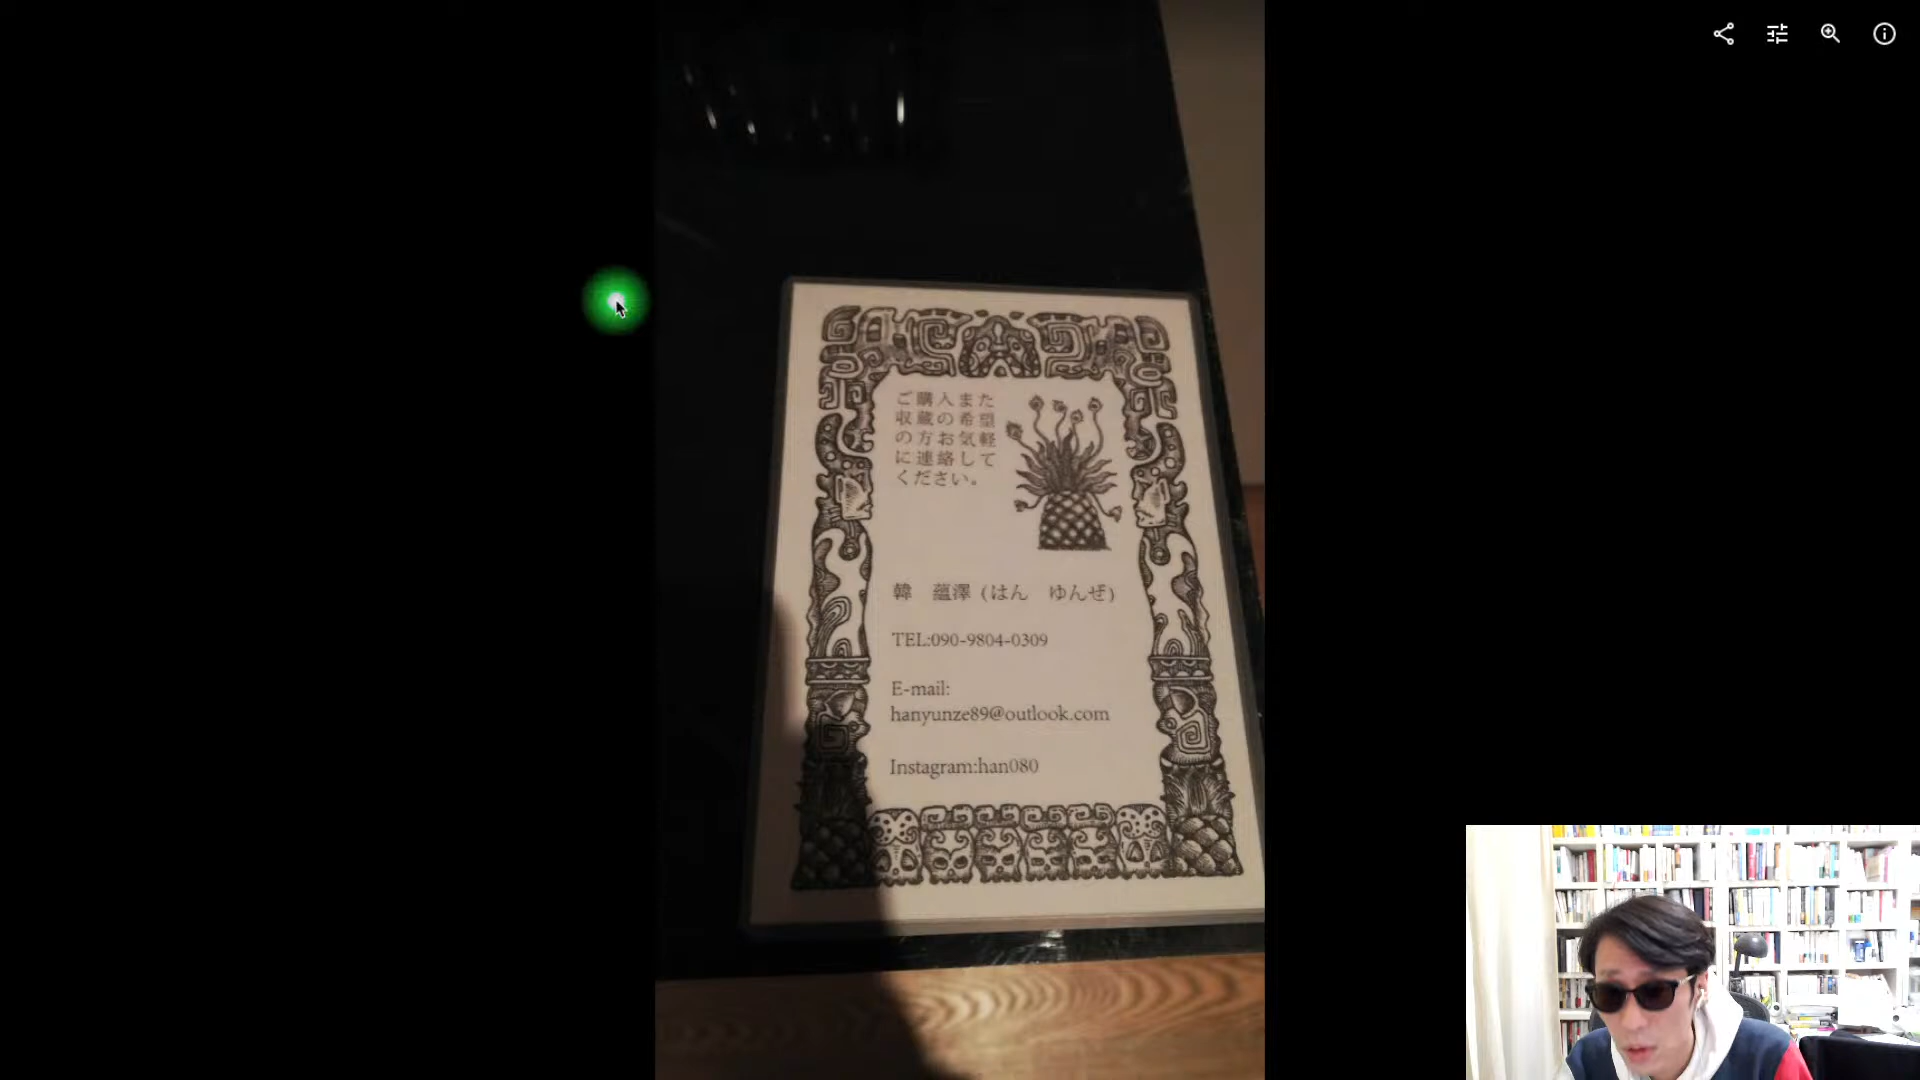 ご購入また
収蔵の希望
の方お気軽
に連絡して
ください。
韓　蘊澤 (はん　ゆんぜ)
TEL:090-9804-0309
E-mail:
hanyunze89@outlook.com
Instagram:han080